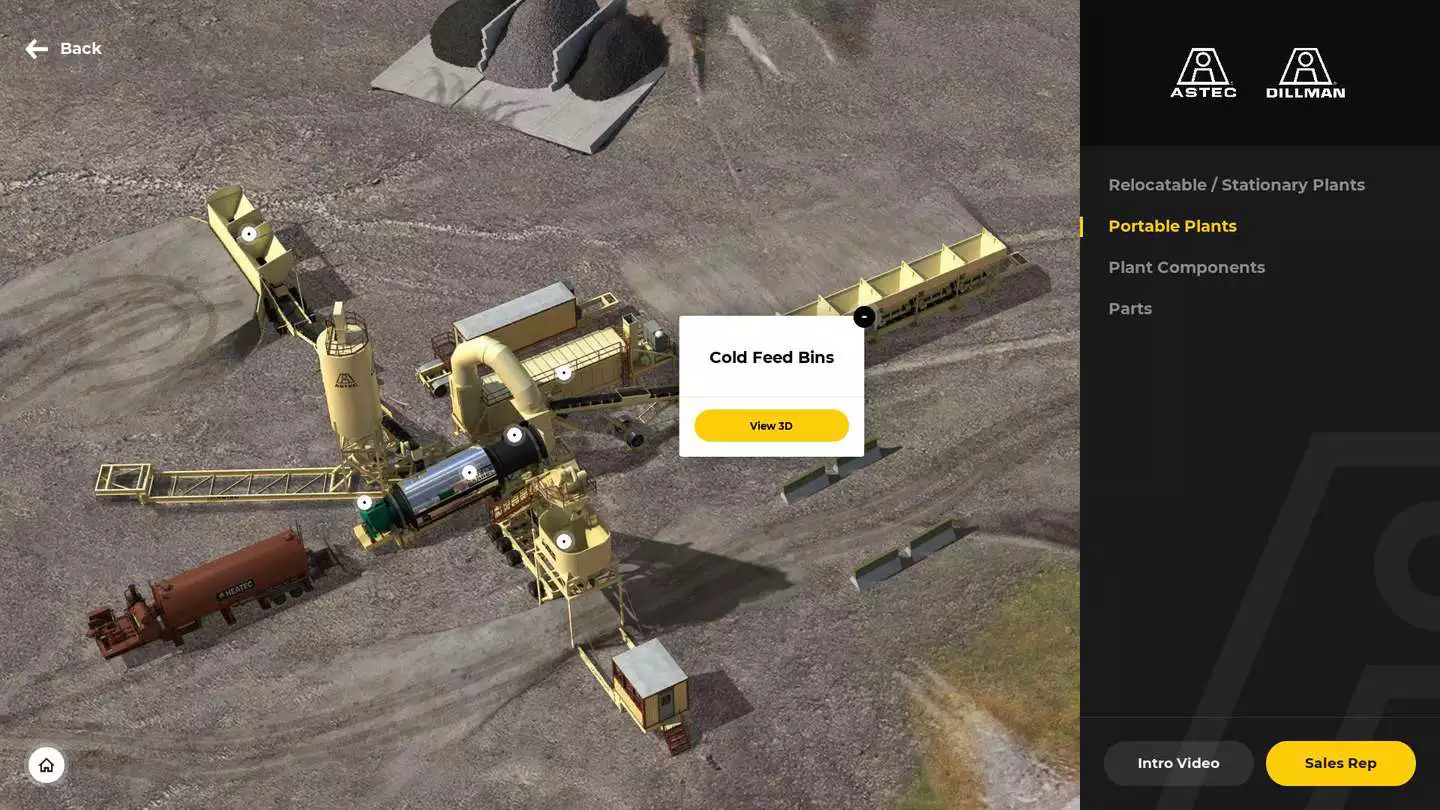 Back
ASTEC
DILLMAN
Relocatable / Stationary Plants
Portable Plants
Plant Components
Parts
Cold Feed Bins
View 3D
ASTEC
HEATEC
Intro Video
Sales Rep